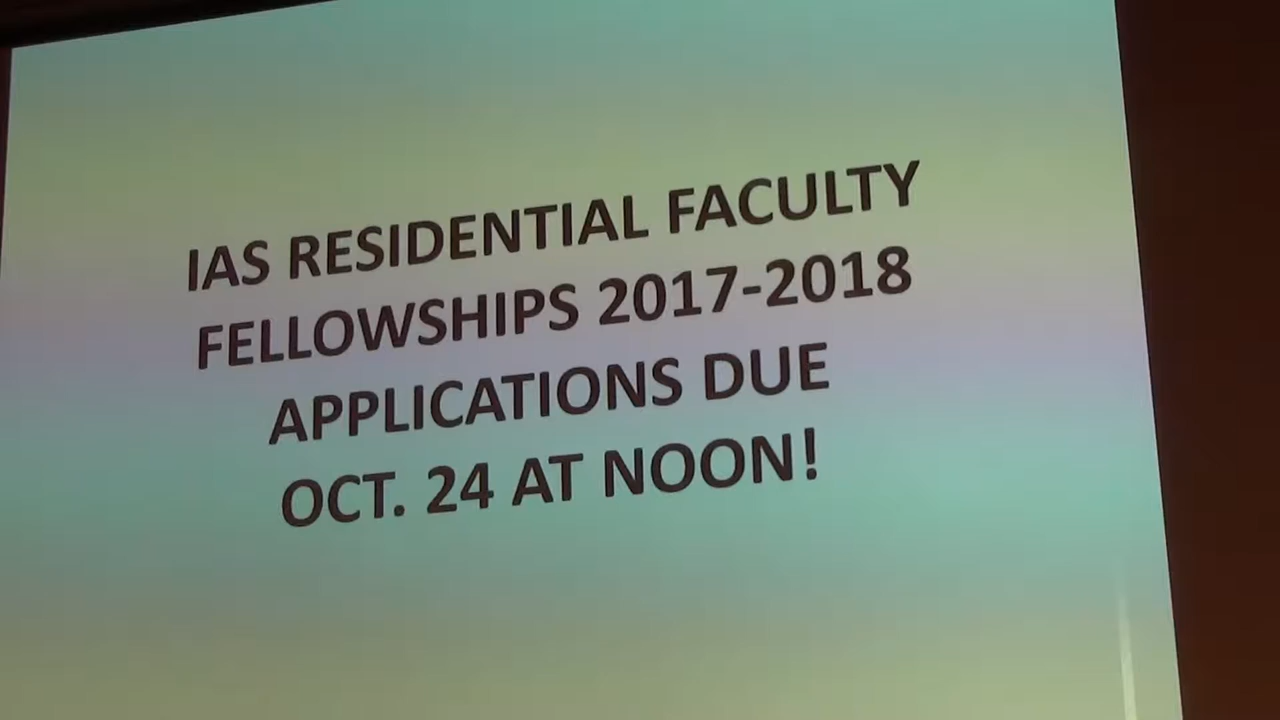 IAS RESIDENTIAL FACULTY
FELLOWSHIPS 2017-2018
APPLICATIONS DUE
OCT. 24 AT NOON!